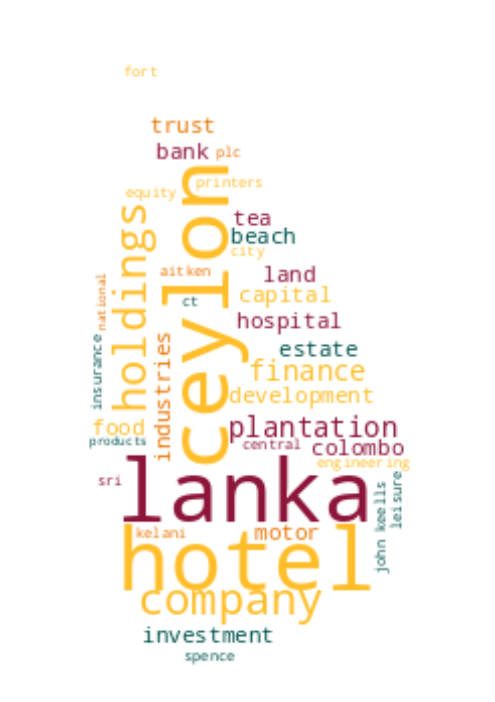 fort
trust
bank plc
printers
equity
ceylon
holdings
tea
beach
city
aitken
land
national
ct
capital
hospital
insurance
industries
estate
finance
development
food
plantation
products
central
colombo
engineering
lanka
sri
john keells
leisure
kelani
motor
hotel
company
investment
spence